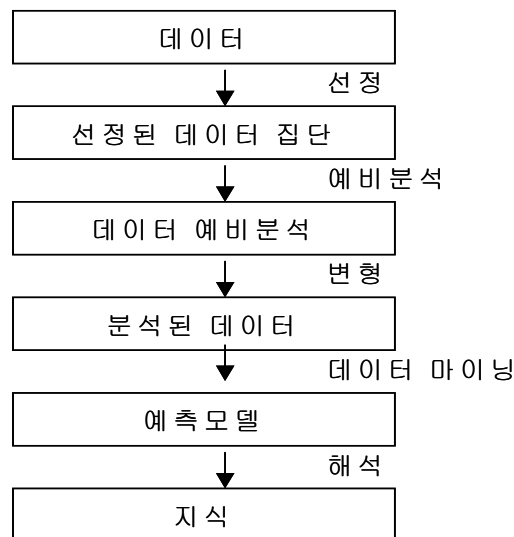 데이터
선정
선정된 데이터 집단
예비분석
데이터 예비분석
변형
분석된 데이터
데이터 마이닝
예측모델
해석
지식